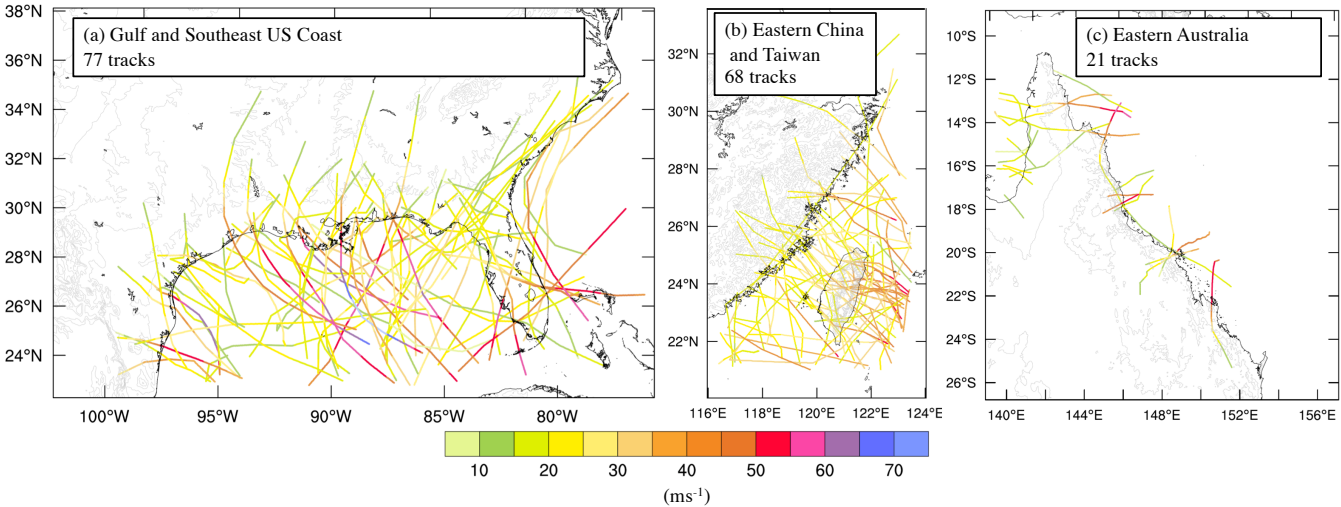 (a) Gulf and Southeast US Coast
77 tracks
38°N
36°N
34°N
32°N
30°N
28°N
26°N
24°N
100°W 95°W 90°W 85°W 80°W
(b) Eastern China
and Taiwan
68 tracks
32°N
30°N
28°N
26°N
24°N
22°N
116°E 118°E 120°E 122°E 124°E
(c) Eastern Australia
21 tracks
10°S
12°S
14°S
16°S
18°S
20°S
22°S
24°S
26°S
140°E 144°E 148°E 152°E 156°E
10 20 30 40 50 60 70
(ms⁻¹)